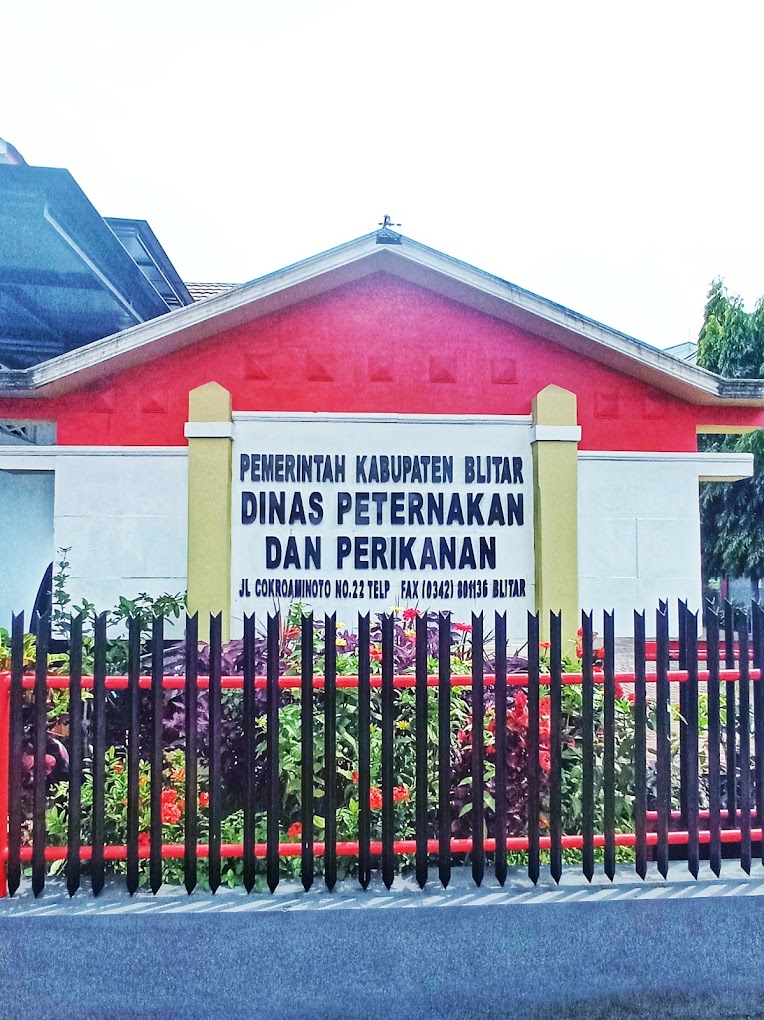 PEMERINTAH KABUPATEN BLITAR
DINAS PETERNAKAN
DAN PERIKANAN
JL COKROAMINOTO NO.22 TELP FAX (0342) 801136 BLITAR